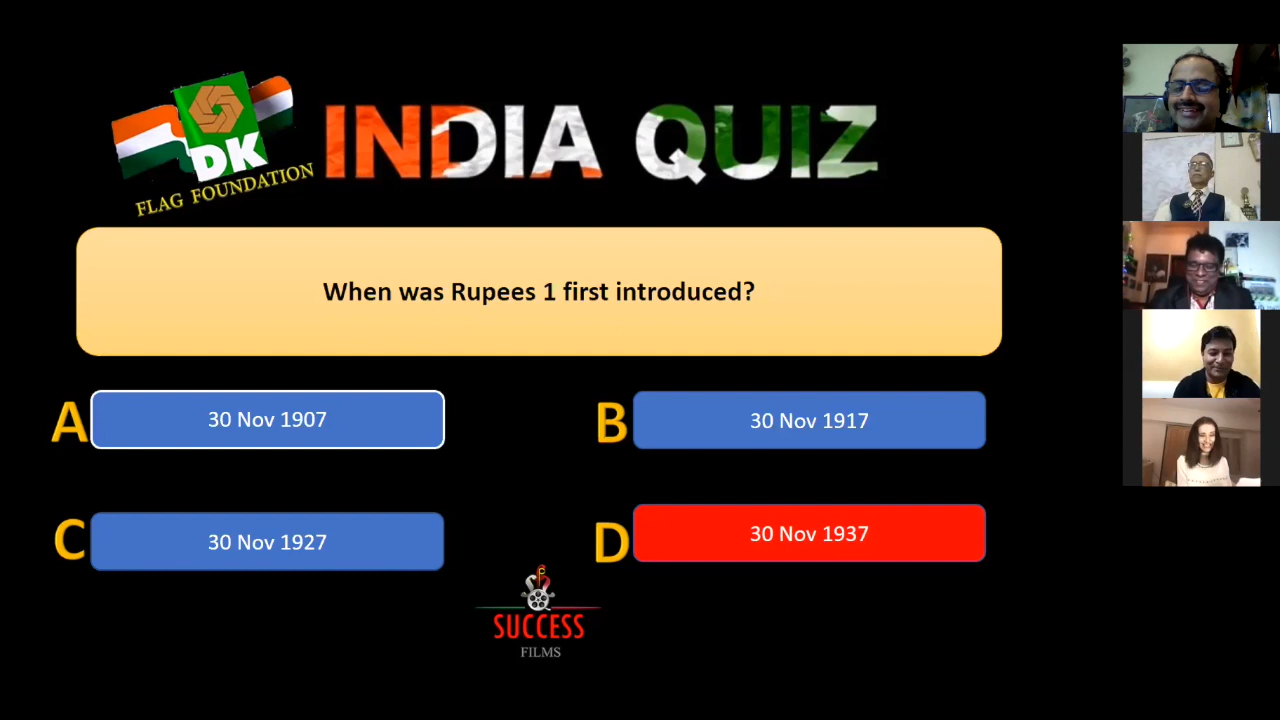 DK
FLAG FOUNDATION
INDIA QUIZ
When was Rupees 1 first introduced?
A
30 Nov 1907
B
30 Nov 1917
C
30 Nov 1927
D
30 Nov 1937
SUCCESS
FILMS